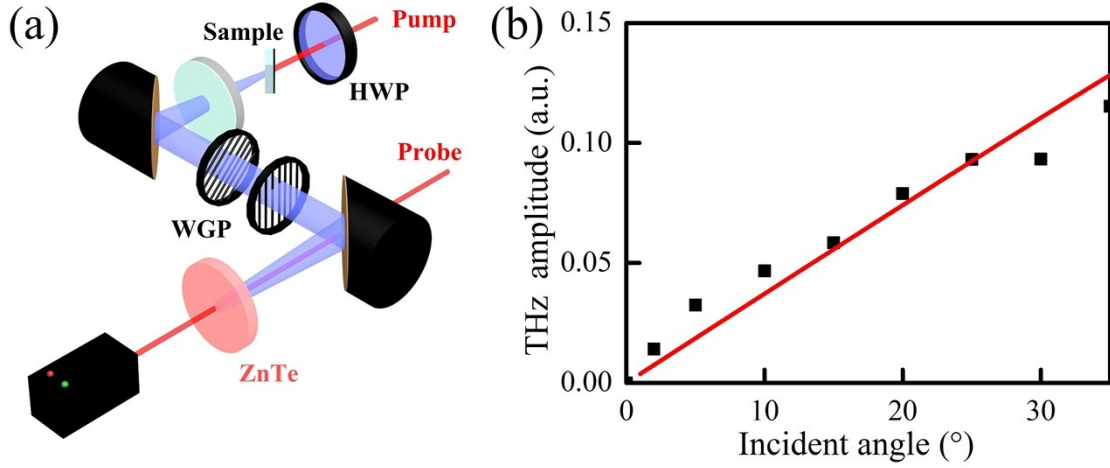 (a)
Pump
Sample
HWP
Probe
WGP
ZnTe
(b)
0.15
0.10
0.05
0.00
THz amplitude (a.u.)
0 10 20 30
Incident angle (°)